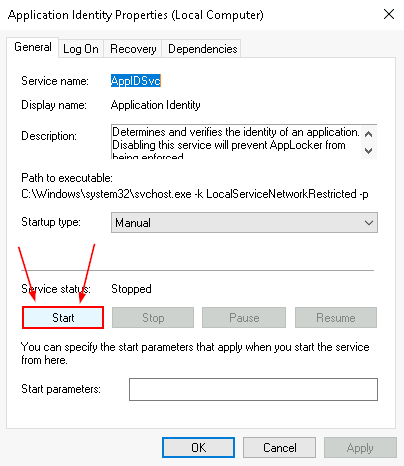 Application Identity Properties (Local Computer)
General Log On Recovery Dependencies
Service name: AppIDSvc
Display name: Application Identity
Description: Determines and verifies the identity of an application.
Disabling this service will prevent AppLocker from
being enforced
Path to executable:
C:\Windows\system32\svchost.exe -k LocalServiceNetworkRestricted -p
Startup type: Manual
Service status: Stopped
Start Stop Pause Resume
You can specify the start parameters that apply when you start the service
from here.
Start parameters:
OK Cancel Apply